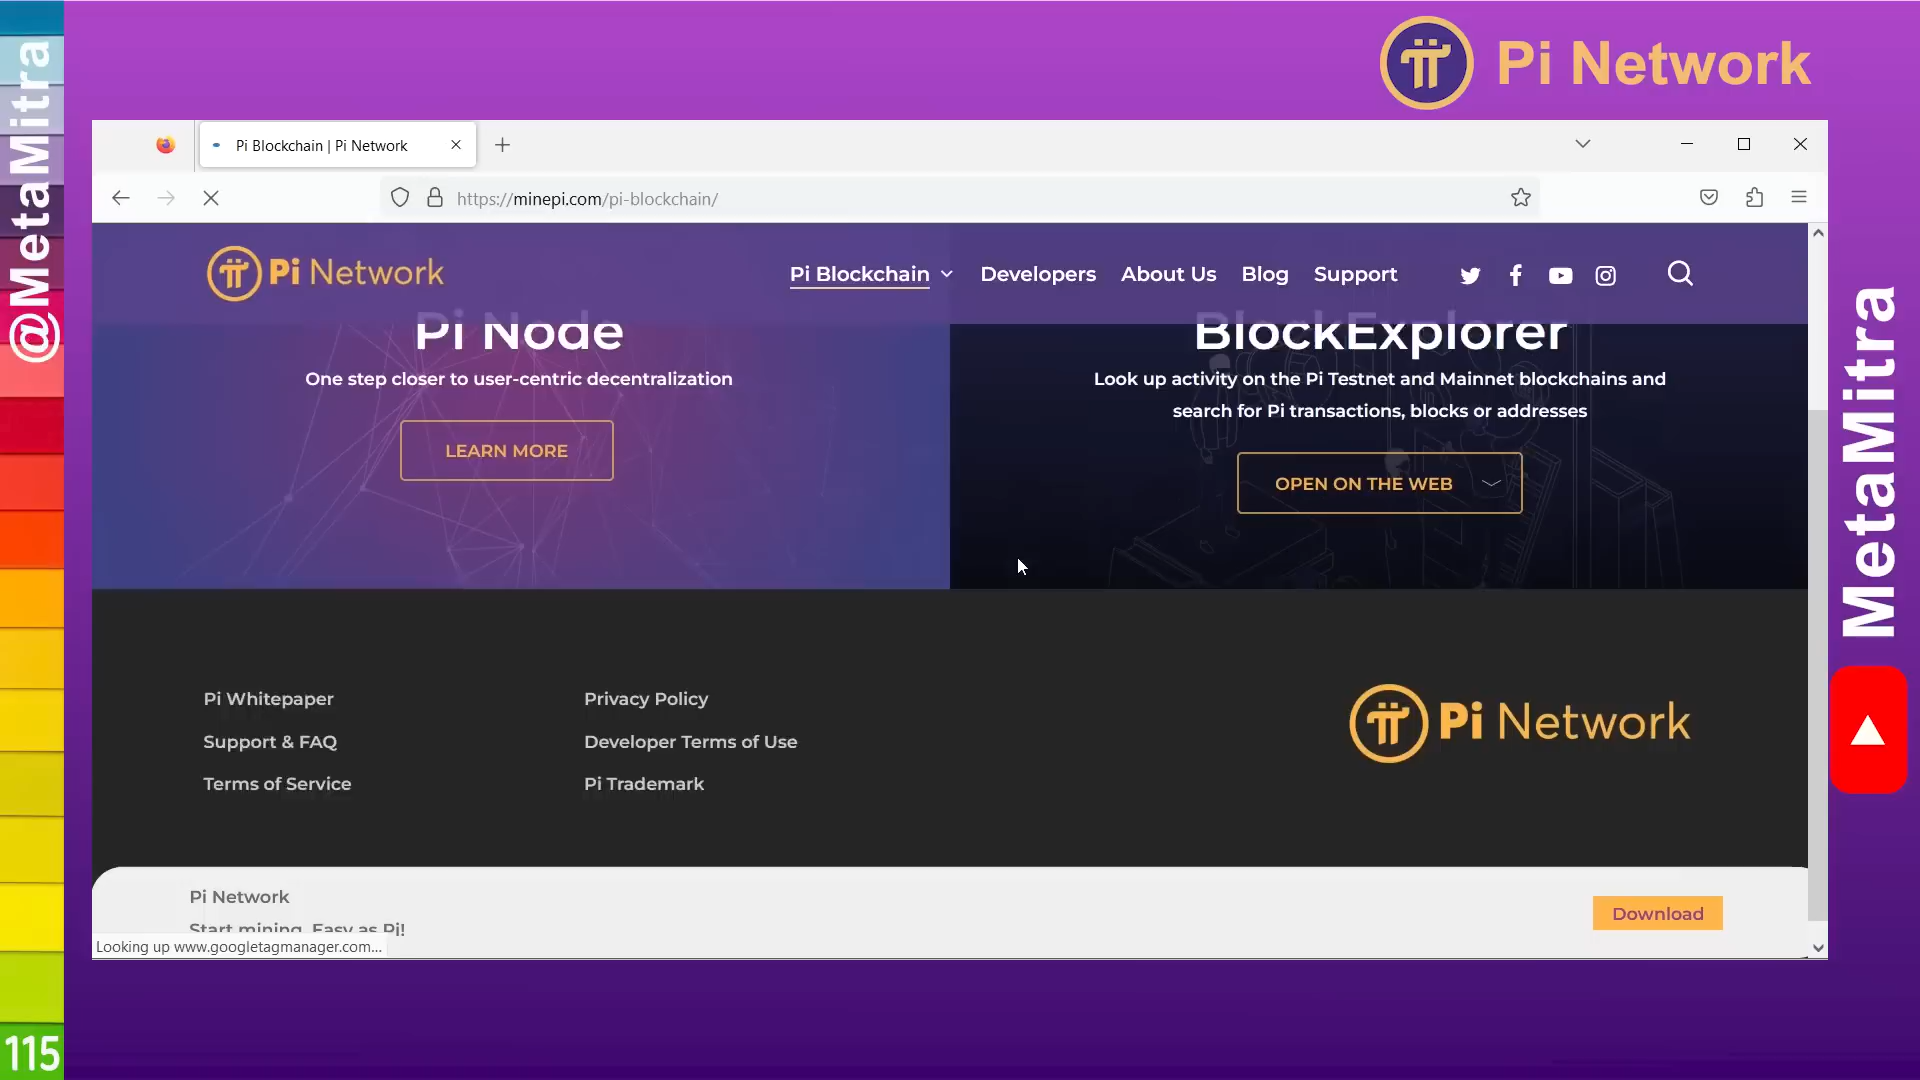 @MetaMitra
Pi Network
Pi Blockchain | Pi Network
https://minepi.com/pi-blockchain/
Pi Network
Pi Blockchain
Developers
About Us
Blog
Support
Pi Node
One step closer to user-centric decentralization
LEARN MORE
BlockExplorer
Look up activity on the Pi Testnet and Mainnet blockchains and
search for Pi transactions, blocks or addresses
OPEN ON THE WEB
Pi Whitepaper
Support & FAQ
Terms of Service
Privacy Policy
Developer Terms of Use
Pi Trademark
Pi Network
Pi Network
Start mining. Easy as Pi!
Download
Looking up www.googletagmanager.com...
MetaMitra
115